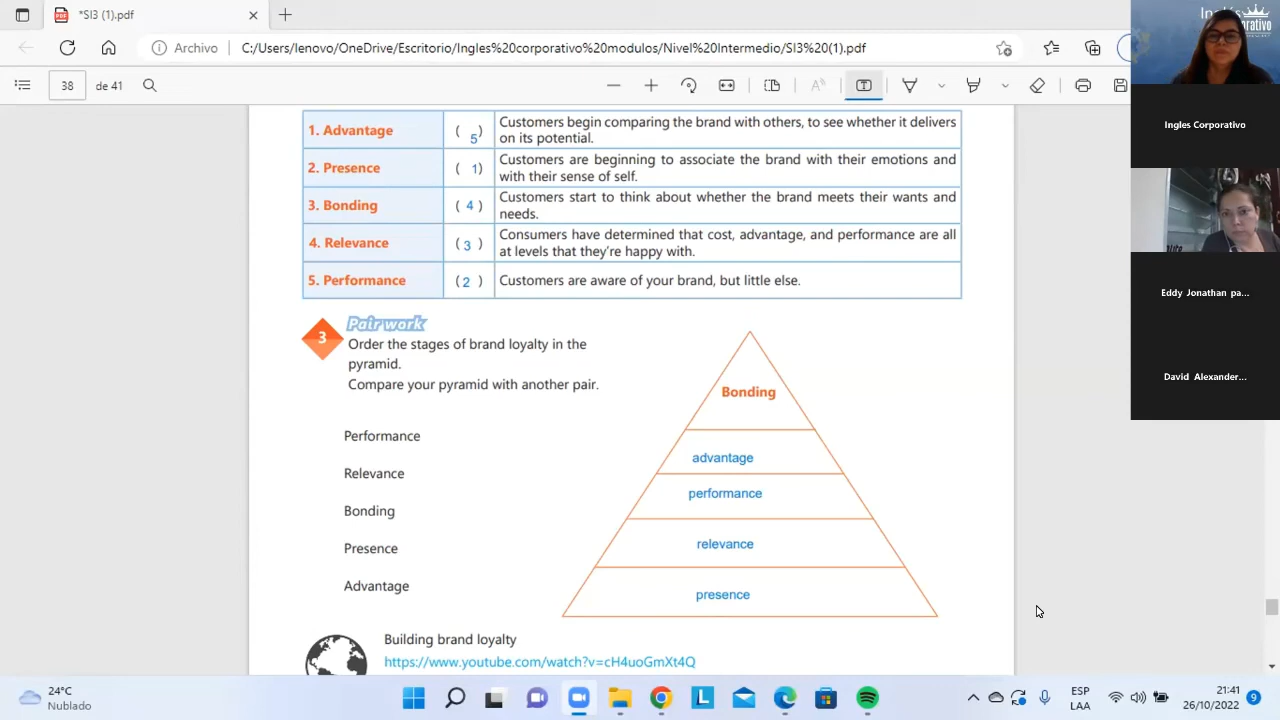 *SI3 (1).pdf
Archivo
C:/Users/lenovo/OneDrive/Escritorio/Ingles%20corporativo%20modulos/Nivel%20Intermedio/SI3%20(1).pdf
38
de 41
1. Advantage
( 5)
Customers begin comparing the brand with others, to see whether it delivers
on its potential.
2. Presence
( 1)
Customers are beginning to associate the brand with their emotions and
with their sense of self.
3. Bonding
( 4 )
Customers start to think about whether the brand meets their wants and
needs.
4. Relevance
( 3 )
Consumers have determined that cost, advantage, and performance are all
at levels that they're happy with.
5. Performance
( 2 )
Customers are aware of your brand, but little else.
3
Pair work
Order the stages of brand loyalty in the
pyramid.
Compare your pyramid with another pair.
Performance
Relevance
Bonding
Presence
Advantage
Bonding
advantage
performance
relevance
presence
Building brand loyalty
https://www.youtube.com/watch?v=cH4uoGmXt4Q
Ingles Corporativo
Eddy Jonathan pa...
David Alexander...
24°C
Nublado
ESP
LAA
21:41
26/10/2022
9